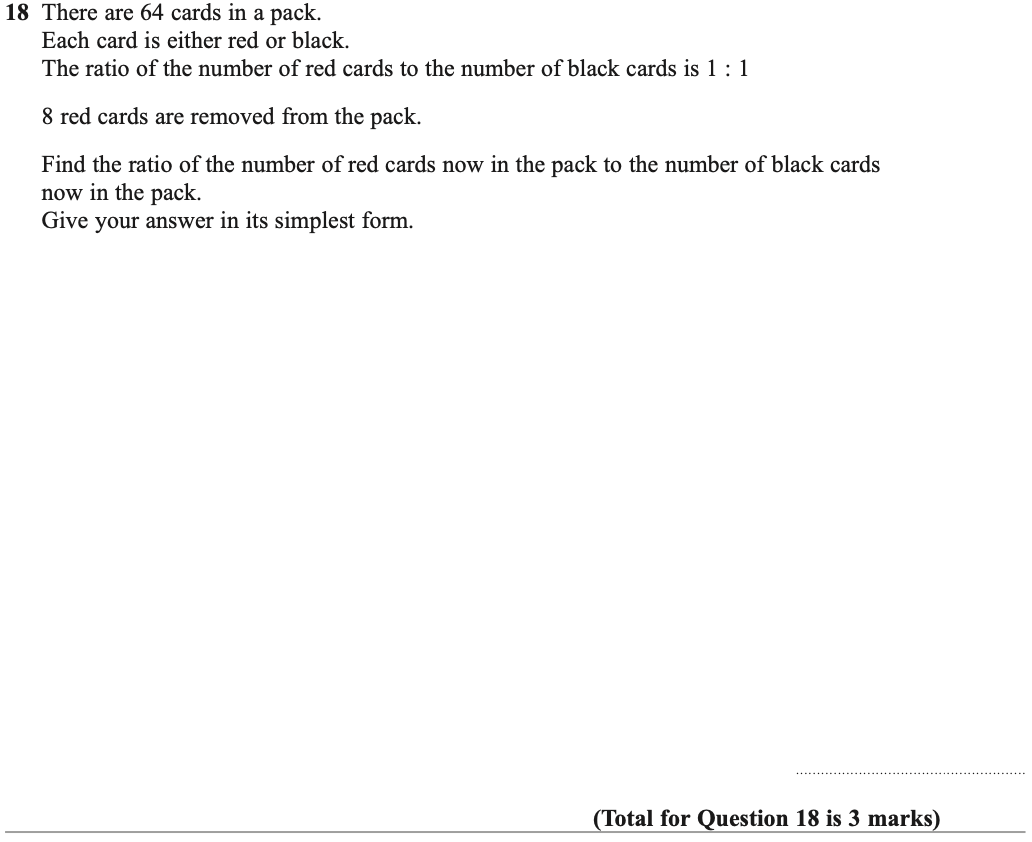 18 There are 64 cards in a pack.
Each card is either red or black.
The ratio of the number of red cards to the number of black cards is 1 : 1
8 red cards are removed from the pack.
Find the ratio of the number of red cards now in the pack to the number of black cards
now in the pack.
Give your answer in its simplest form.
(Total for Question 18 is 3 marks)